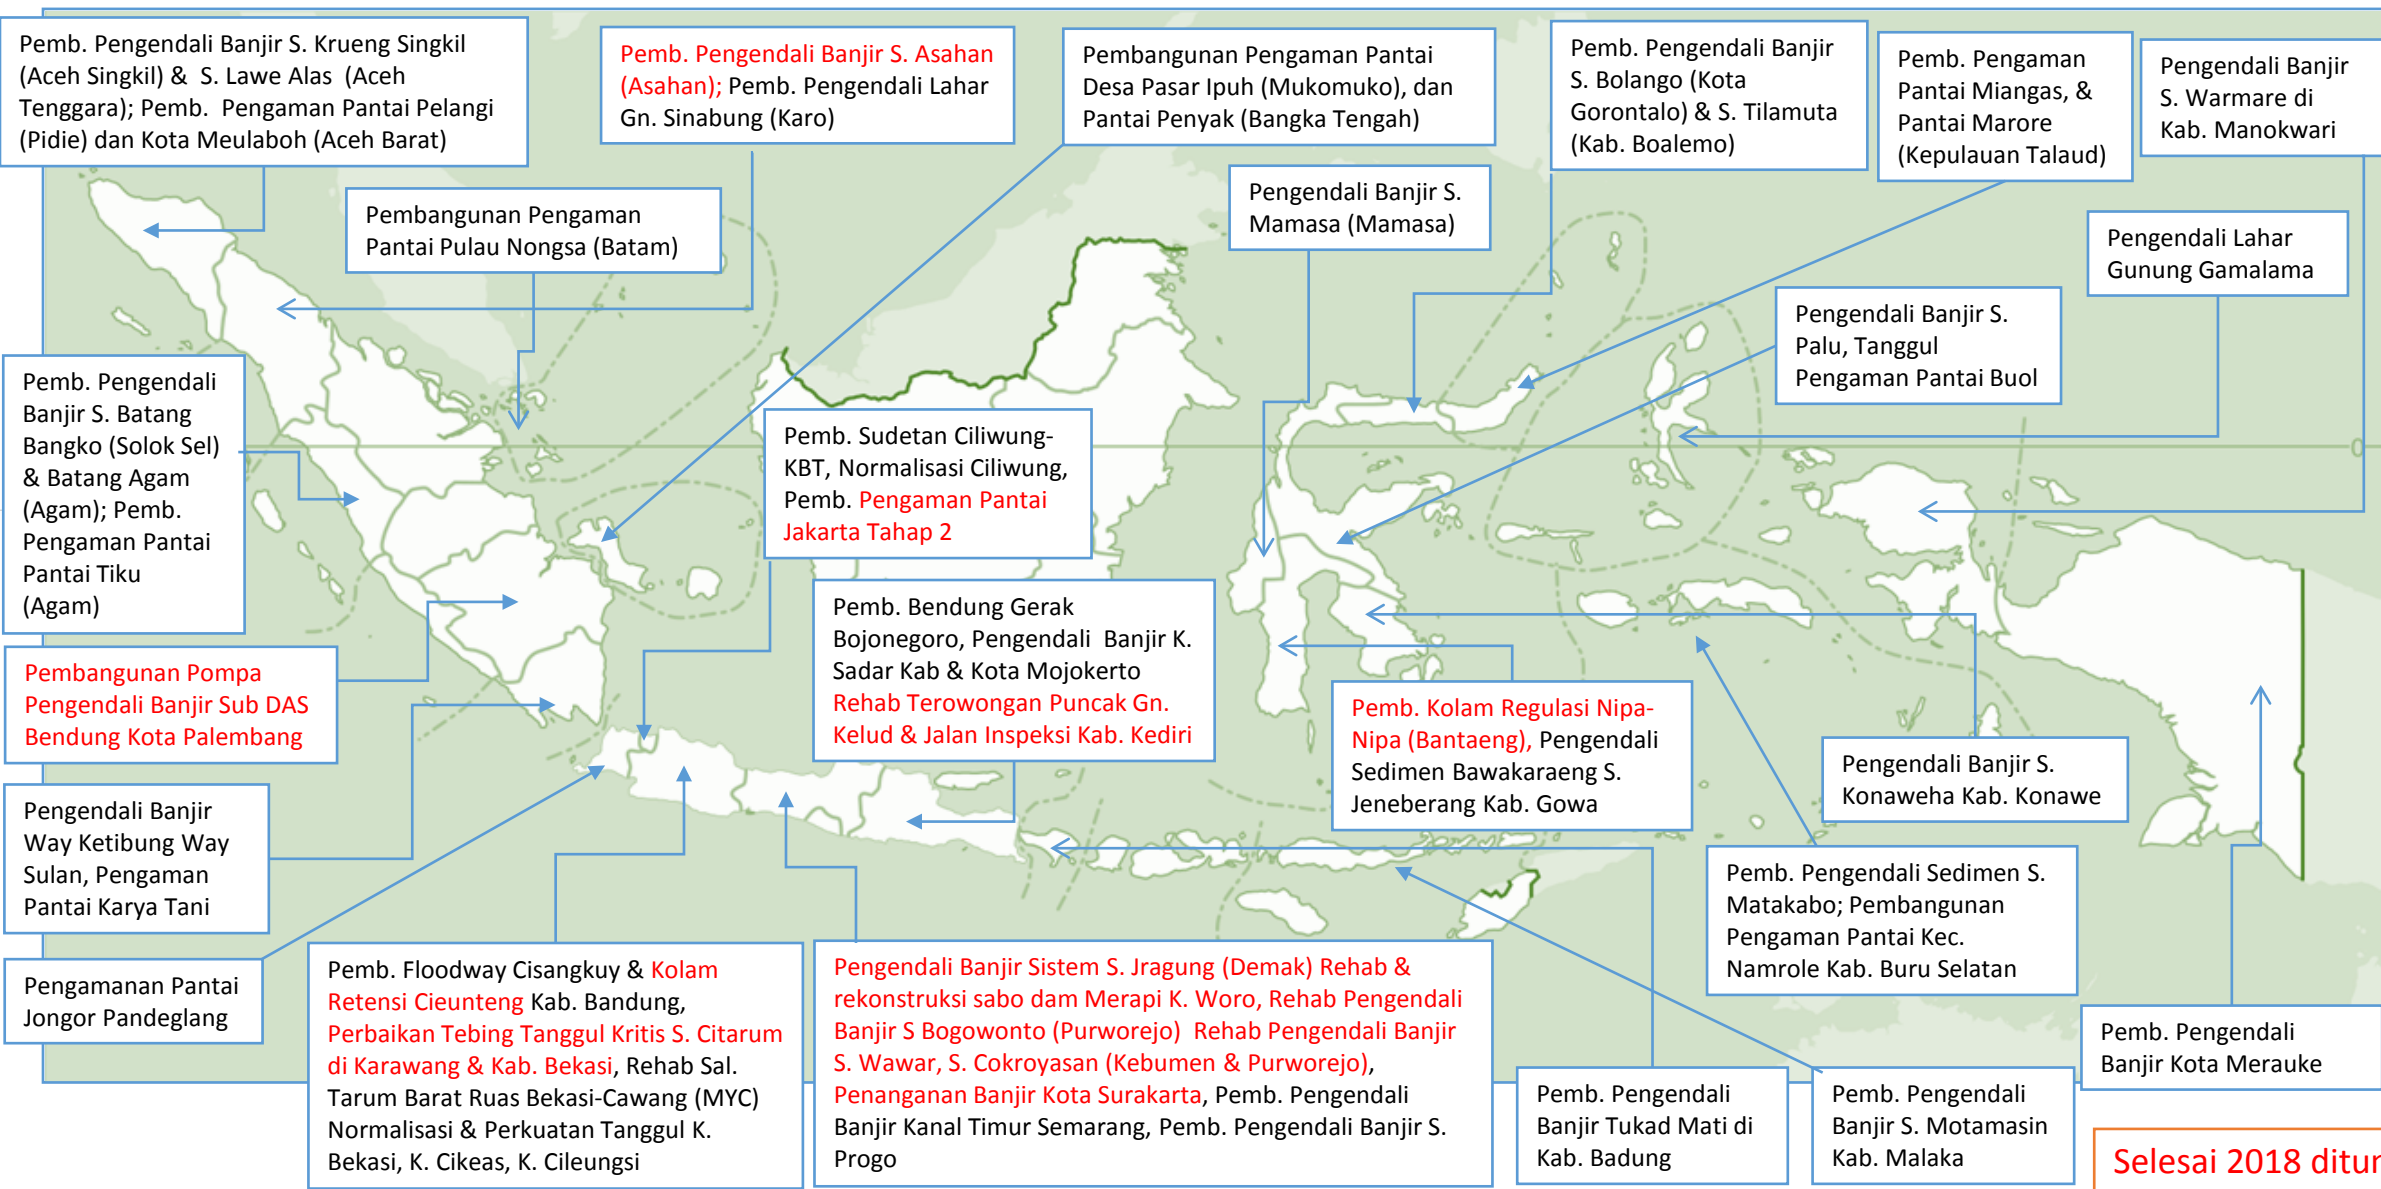 Pemb. Pengendali Banjir S. Krueng Singkil
(Aceh Singkil) & S. Lawe Alas (Aceh
Tenggara); Pemb. Pengaman Pantai Pelangi
(Pidie) dan Kota Meulaboh (Aceh Barat)
Pemb. Pengendali Banjir S. Asahan
(Asahan); Pemb. Pengendali Lahar
Gn. Sinabung (Karo)
Pembangunan Pengaman Pantai
Desa Pasar Ipuh (Mukomuko), dan
Pantai Penyak (Bangka Tengah)
Pemb. Pengendali Banjir
S. Bolango (Kota
Gorontalo) & S. Tilamuta
(Kab. Boalemo)
Pemb. Pengaman
Pantai Miangas, &
Pantai Marore
(Kepulauan Talaud)
Pengendali Banjir
S. Warmare di
Kab. Manokwari
Pembangunan Pengaman
Pantai Pulau Nongsa (Batam)
Pengendali Banjir S.
Mamasa (Mamasa)
Pengendali Lahar
Gunung Gamalama
Pengendali Banjir S.
Palu, Tanggul
Pengaman Pantai Buol
Pemb. Pengendali
Banjir S. Batang
Bangko (Solok Sel)
& Batang Agam
(Agam); Pemb.
Pengaman Pantai
Pantai Tiku
(Agam)
Pemb. Sudetan Ciliwung-
KBT, Normalisasi Ciliwung,
Pemb. Pengaman Pantai
Jakarta Tahap 2
0
Pemb. Bendung Gerak
Bojonegoro, Pengendali Banjir K.
Sadar Kab & Kota Mojokerto
Rehab Terowongan Puncak Gn.
Kelud & Jalan Inspeksi Kab. Kediri
Pembangunan Pompa
Pengendali Banjir Sub DAS
Bendung Kota Palembang
Pemb. Kolam Regulasi Nipa-
Nipa (Bantaeng), Pengendali
Sedimen Bawakaraeng S.
Jeneberang Kab. Gowa
Pengendali Banjir S.
Konaweha Kab. Konawe
Pengendali Banjir
Way Ketibung Way
Sulan, Pengaman
Pantai Karya Tani
Pemb. Pengendali Sedimen S.
Matakabo; Pembangunan
Pengaman Pantai Kec.
Namrole Kab. Buru Selatan
Pengamanan Pantai
Jongor Pandeglang
Pemb. Floodway Cisangkuy & Kolam
Retensi Cieunteng Kab. Bandung,
Perbaikan Tebing Tanggul Kritis S. Citarum
di Karawang & Kab. Bekasi, Rehab Sal.
Tarum Barat Ruas Bekasi-Cawang (MYC)
Normalisasi & Perkuatan Tanggul K.
Bekasi, K. Cikeas, K. Cileungsi
Pengendali Banjir Sistem S. Jragung (Demak) Rehab &
rekonstruksi sabo dam Merapi K. Woro, Rehab Pengendali
Banjir S Bogowonto (Purworejo) Rehab Pengendali Banjir
S. Wawar, S. Cokroyasan (Kebumen & Purworejo),
Penanganan Banjir Kota Surakarta, Pemb. Pengendali
Banjir Kanal Timur Semarang, Pemb. Pengendali Banjir S.
Progo
Pemb. Pengendali
Banjir Tukad Mati di
Kab. Badung
Pemb. Pengendali
Banjir S. Motamasin
Kab. Malaka
Pemb. Pengendali
Banjir Kota Merauke
Selesai 2018